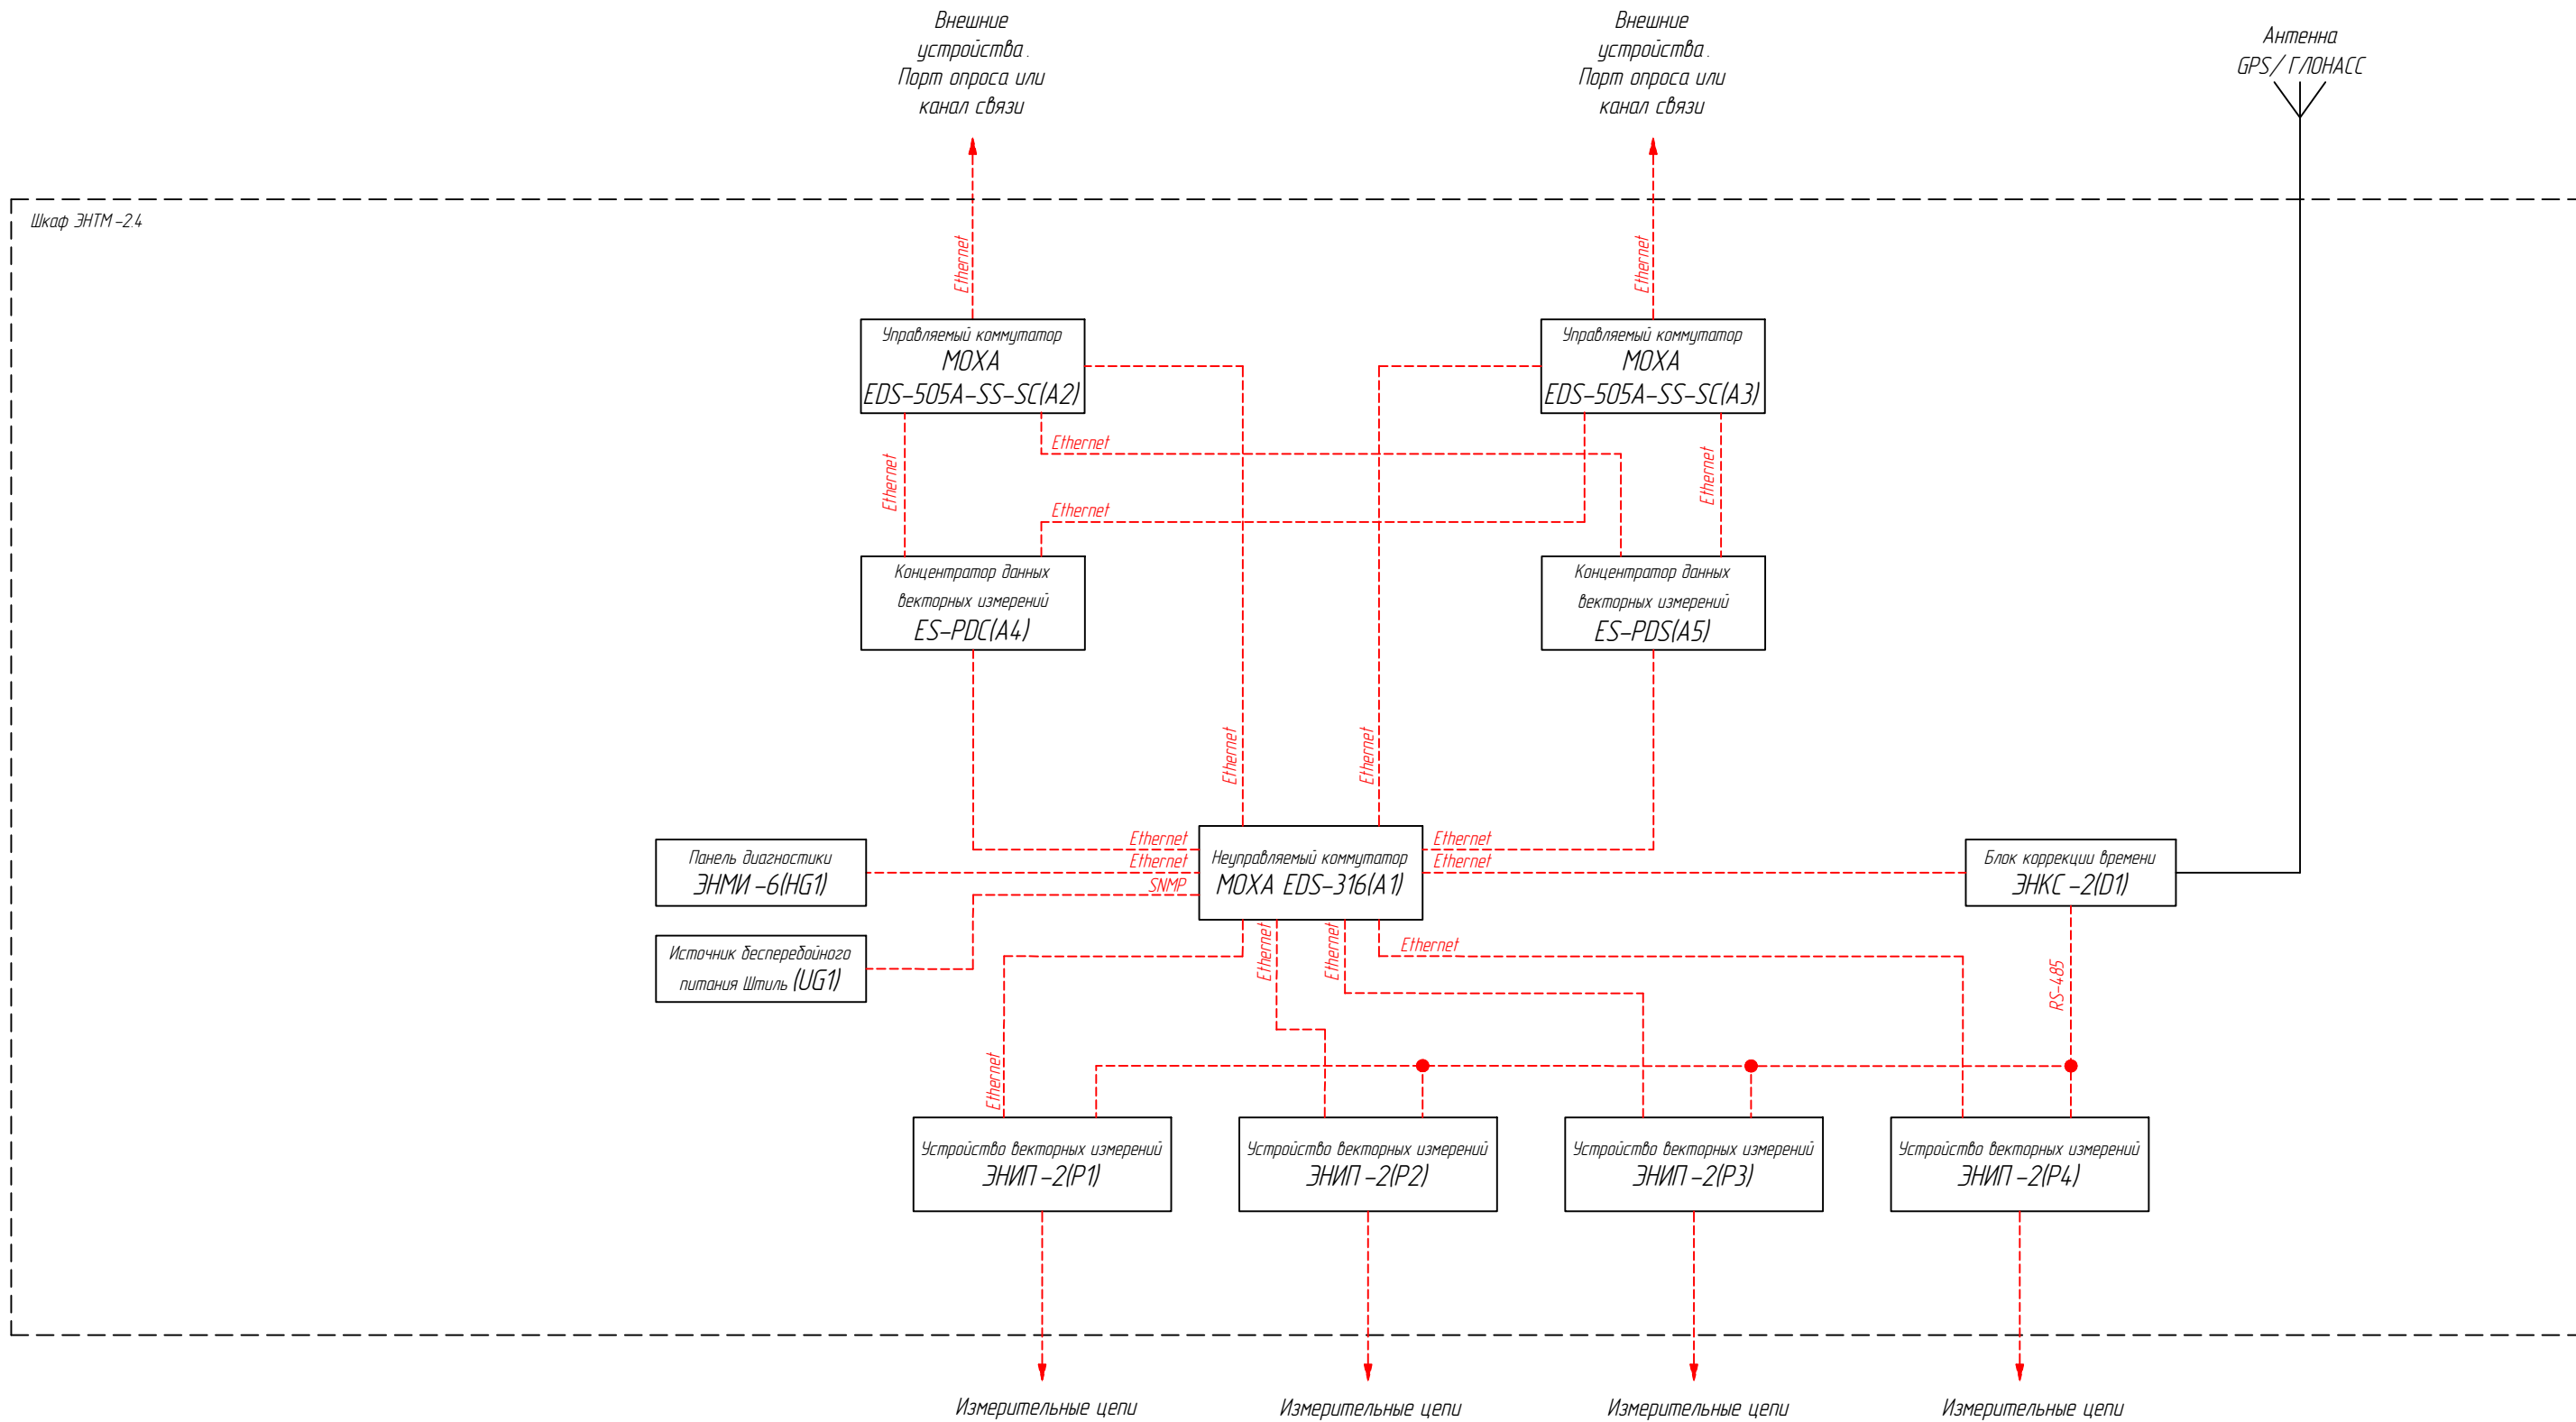 Внешние
устройства.
Порт опроса или
канал связи
Внешние
устройства.
Порт опроса или
канал связи
Антенна
GPS/ ГЛОНАСС
Шкаф ЭНТМ-2.4
Ethernet
Ethernet
Управляемый коммутатор
MOXA
EDS-505A-SS-SC(A2)
Управляемый коммутатор
MOXA
EDS-505A-SS-SC(A3)
Ethernet
Ethernet
Ethernet
Ethernet
Концентратор данных
векторных измерений
ES-PDC(A4)
Концентратор данных
векторных измерений
ES-PDS(A5)
Ethernet
Ethernet
Ethernet
Ethernet
SNMP
Ethernet
Ethernet
Панель диагностики
ЭНМИ-6(HG1)
Неуправляемый коммутатор
MOXA EDS-316(A1)
Блок коррекции времени
ЭНКС-2(D1)
Источник бесперебойного
питания Штиль (UG1)
Ethernet
Ethernet
Ethernet
RS-485
Ethernet
Устройство векторных измерений
ЭНИП-2(P1)
Устройство векторных измерений
ЭНИП-2(P2)
Устройство векторных измерений
ЭНИП-2(P3)
Устройство векторных измерений
ЭНИП-2(P4)
Измерительные цепи
Измерительные цепи
Измерительные цепи
Измерительные цепи